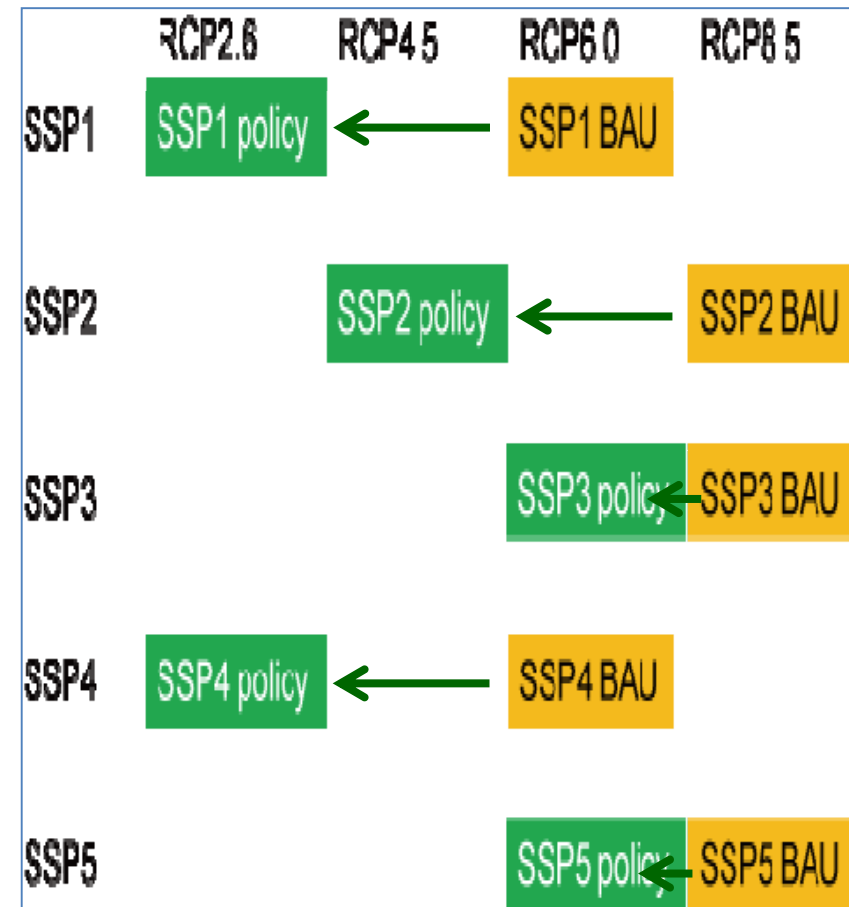 RCP2.6 RCP4 5 RCP6 0 RCP8 5
SSP1 SSP1 policy SSP1 BAU
SSP2 SSP2 policy SSP2 BAU
SSP3 SSP3 policy SSP3 BAU
SSP4 SSP4 policy SSP4 BAU
SSP5 SSP5 policy SSP5 BAU